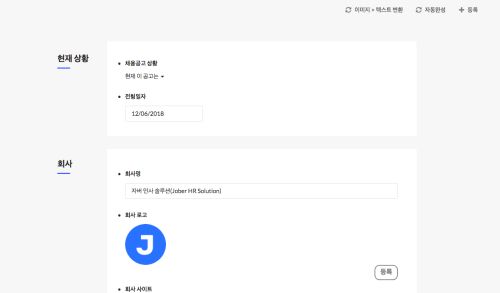 이미지 > 텍스트 변환 자동완성 등록
현재 상황
채용공고 상황
현재 이 공고는
컨펌일자
12/06/2018
회사
회사명
자버 인사 솔루션(Jober HR Solution)
회사 로고
J
등록
회사 사이트